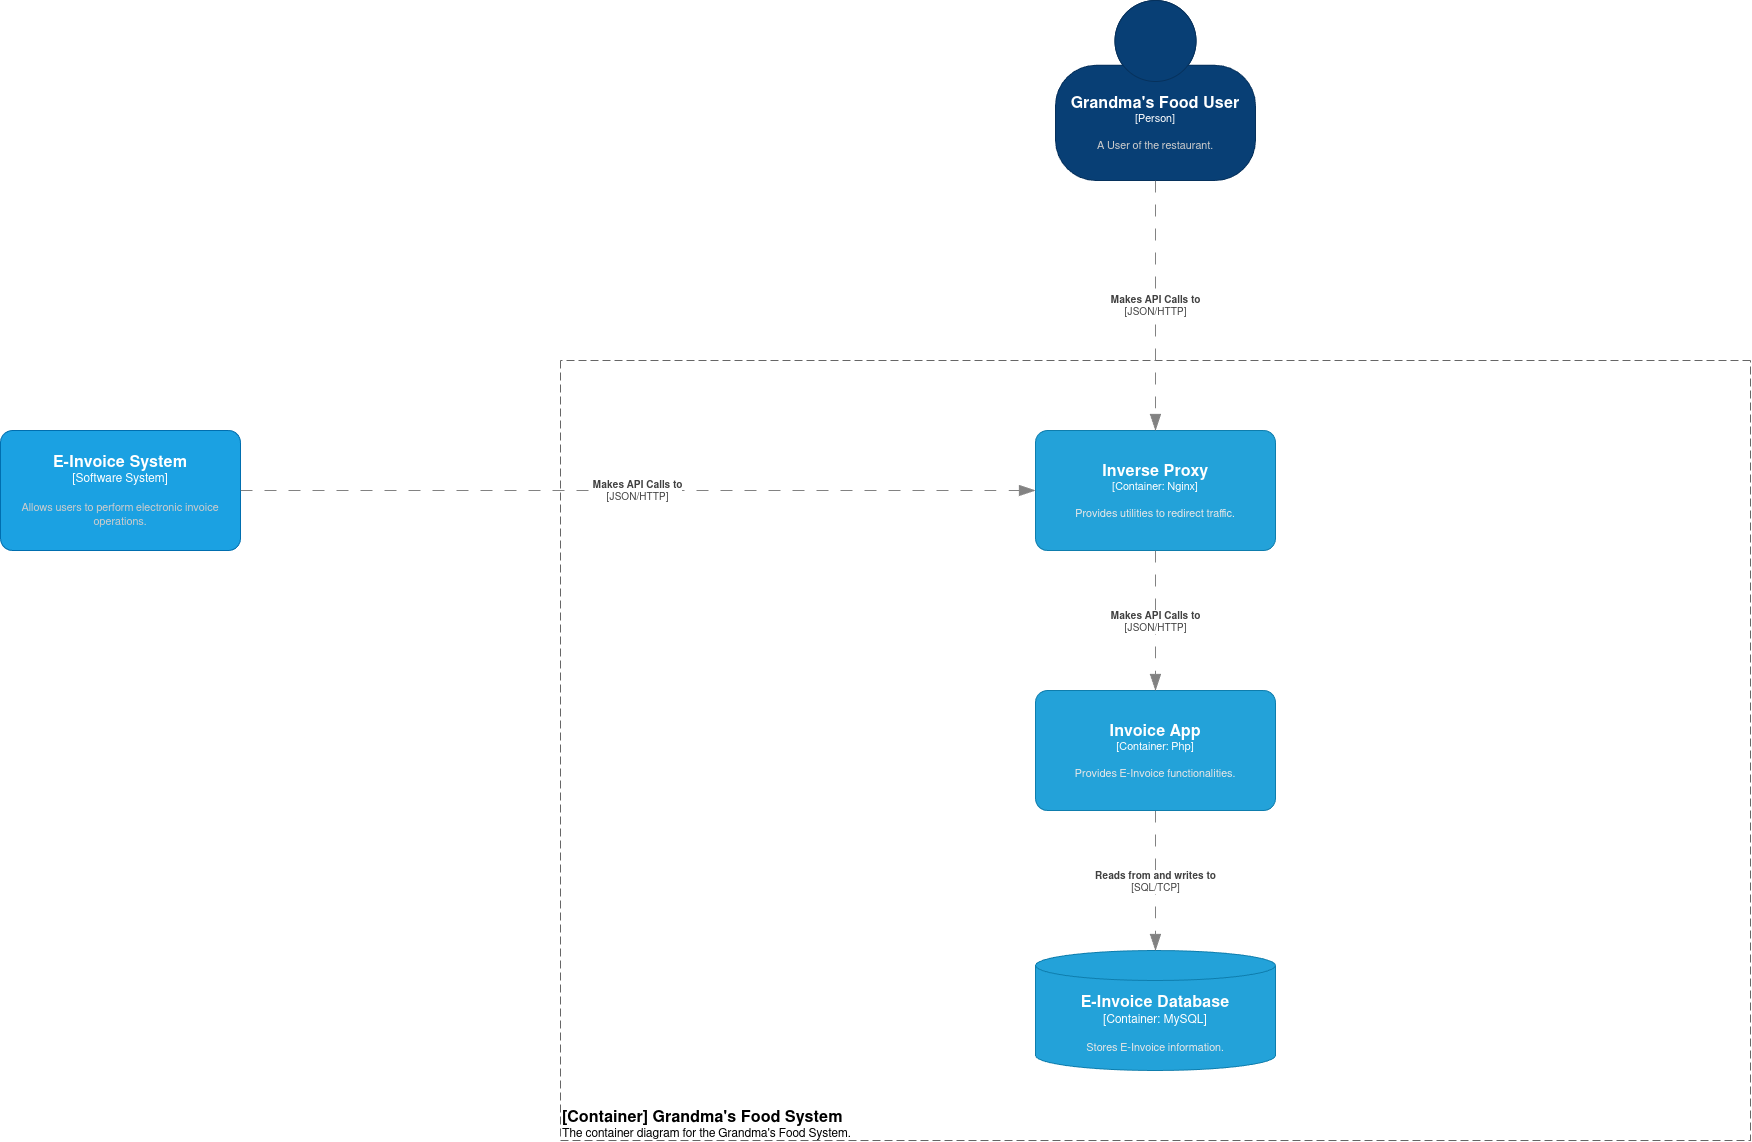 Grandma's Food User
[Person]
A User of the restaurant.
Makes API Calls to
[JSON/HTTP]
E-Invoice System
[Software System]
Allows users to perform electronic invoice
operations.
Makes API Calls to
[JSON/HTTP]
Inverse Proxy
[Container: Nginx]
Provides utilities to redirect traffic.
Makes API Calls to
[JSON/HTTP]
Invoice App
[Container: Php]
Provides E-Invoice functionalities.
Reads from and writes to
[SQL/TCP]
E-Invoice Database
[Container: MySQL]
Stores E-Invoice information.
[Container] Grandma's Food System
The container diagram for the Grandma's Food System.